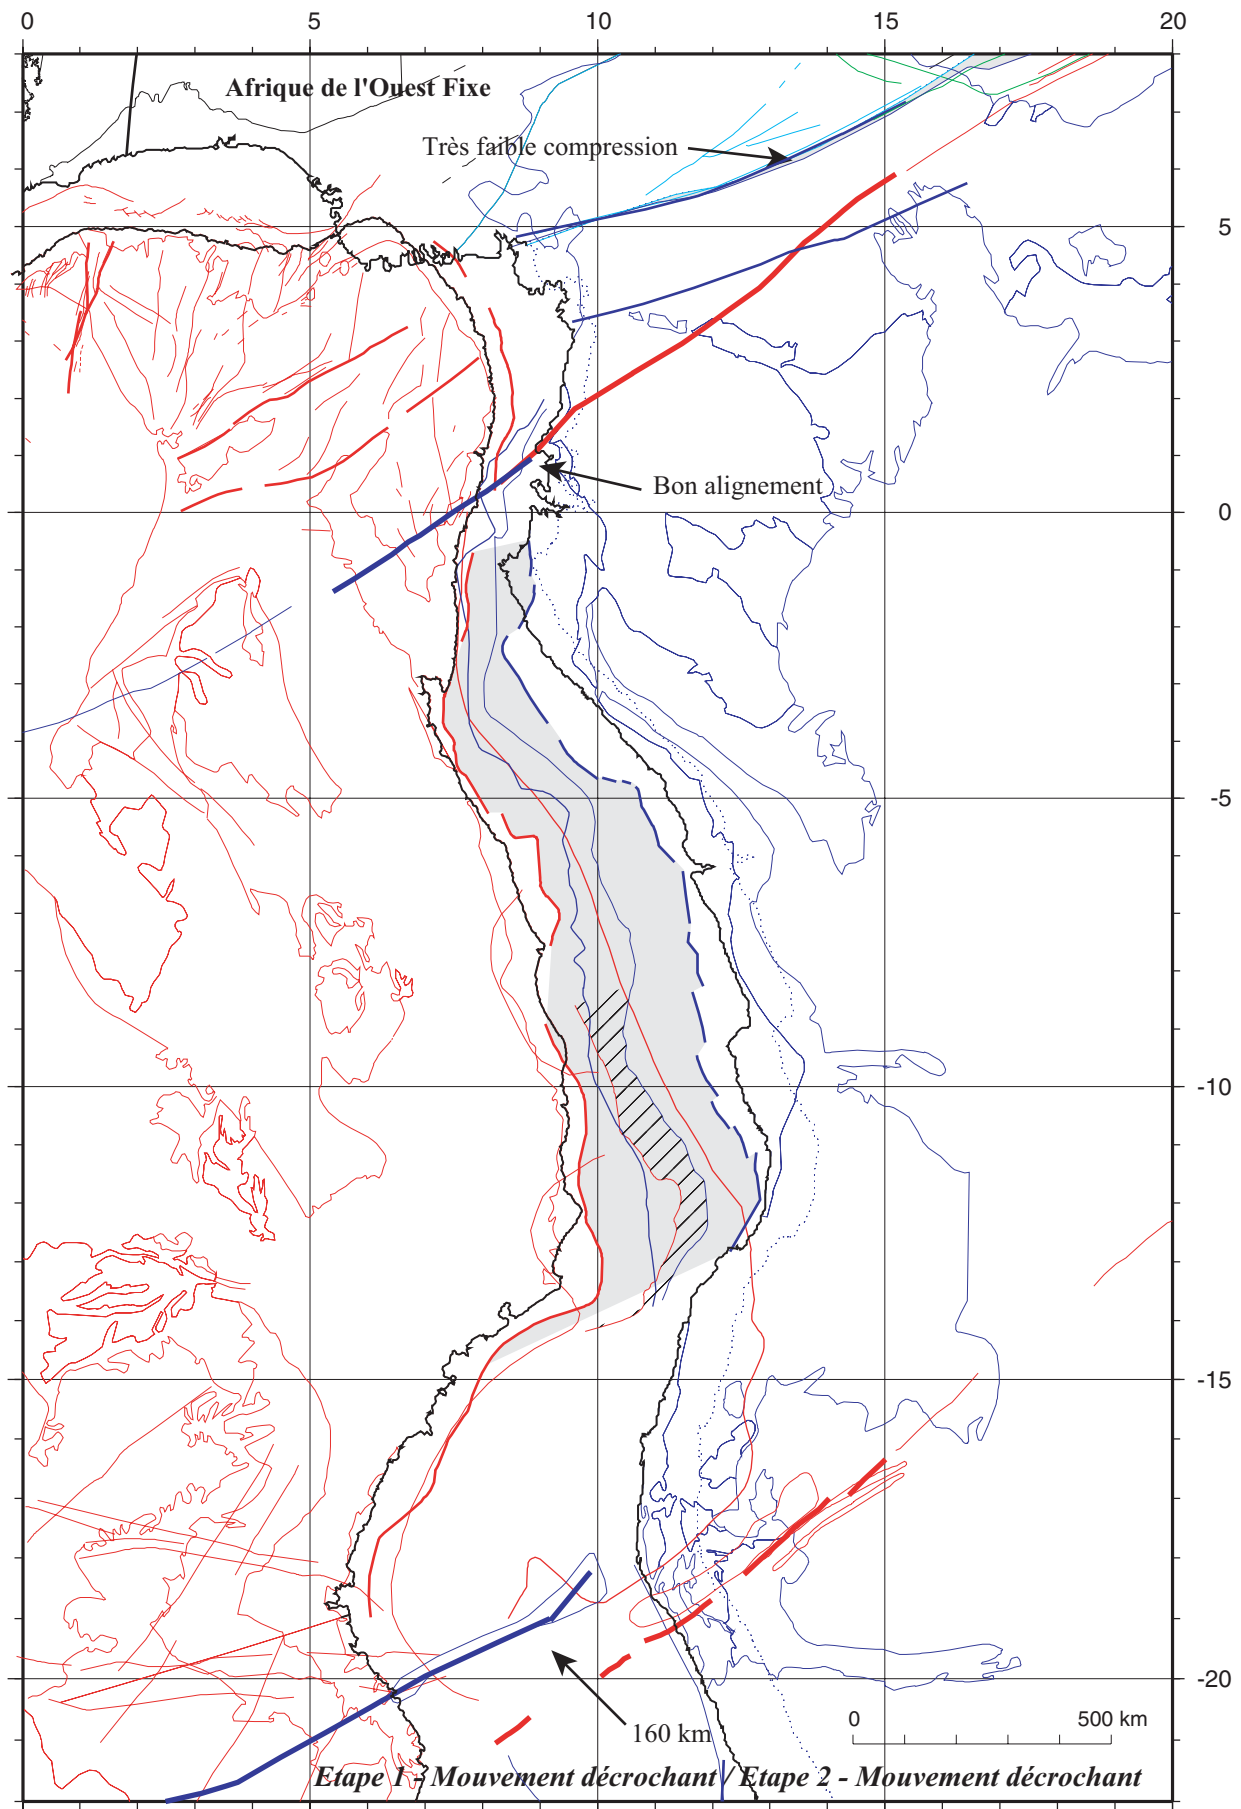 0 5 10 15 20
Afrique de l'Ouest Fixe
Très faible compression
5
Bon alignement
0
-5
-10
-15
-20
0 500 km
160 km
Etape 1 - Mouvement décrochant / Etape 2 - Mouvement décrochant